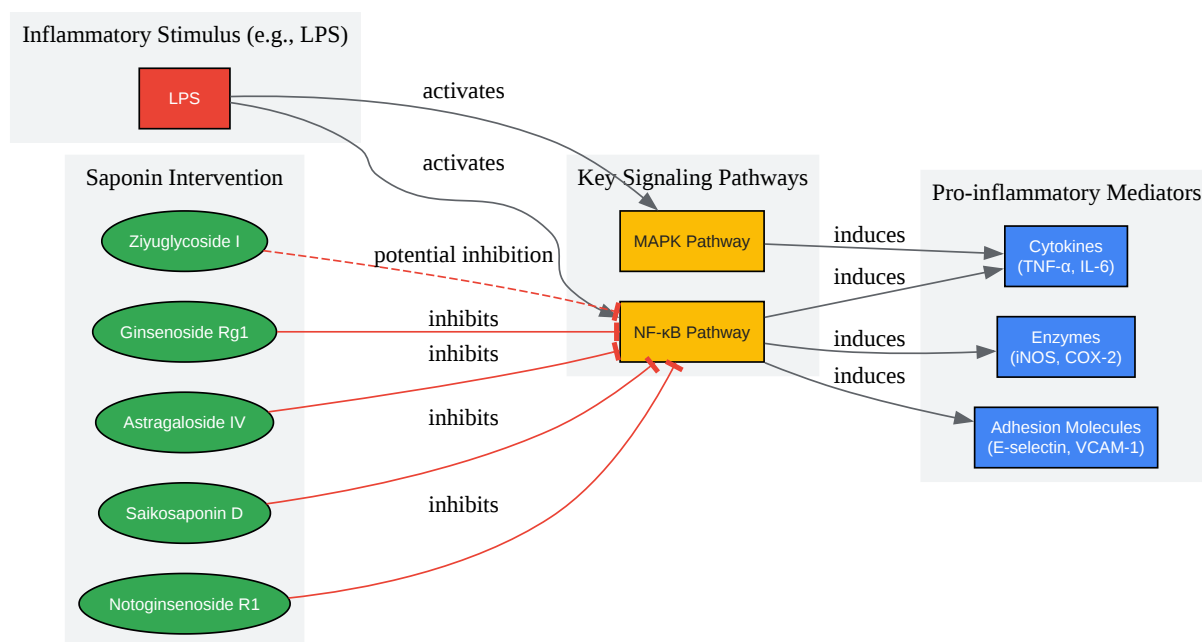 Inflammatory Stimulus (e.g., LPS)
LPS
activates
activates
Saponin Intervention
Ziyuglycoside I
Ginsenoside Rg1
Astragaloside IV
Saikosaponin D
Notoginsenoside R1
potential inhibition
inhibits
inhibits
inhibits
inhibits
Key Signaling Pathways
MAPK Pathway
NF-κB Pathway
induces
induces
induces
induces
Pro-inflammatory Mediators
Cytokines
(TNF-α, IL-6)
Enzymes
(iNOS, COX-2)
Adhesion Molecules
(E-selectin, VCAM-1)